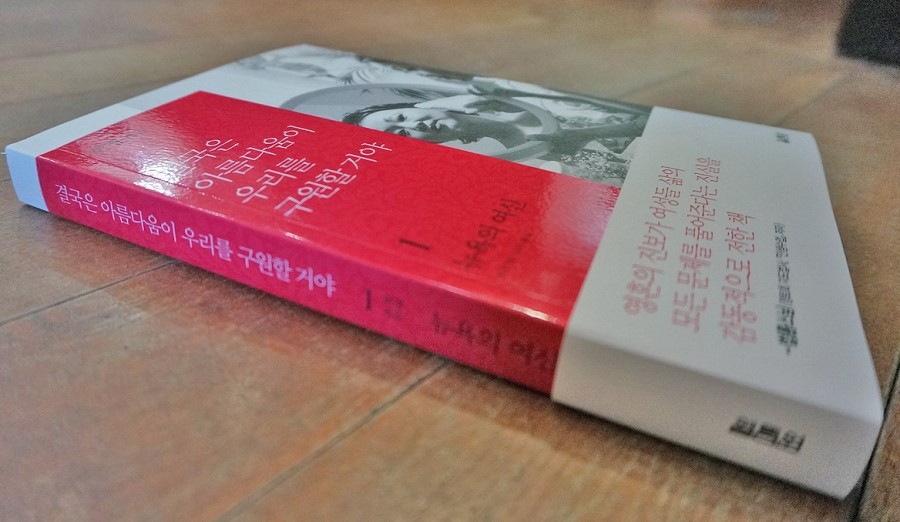 결국은
아름다움이
우리를
구원할 거야
1
뉴욕의 여신
영혼의 진보가 여성들 삶의
모든 문제를 풀어준다는 진실을
감동적으로 전한 책
결국은 아름다움이 우리를 구원할 거야
1
뉴욕의 여신